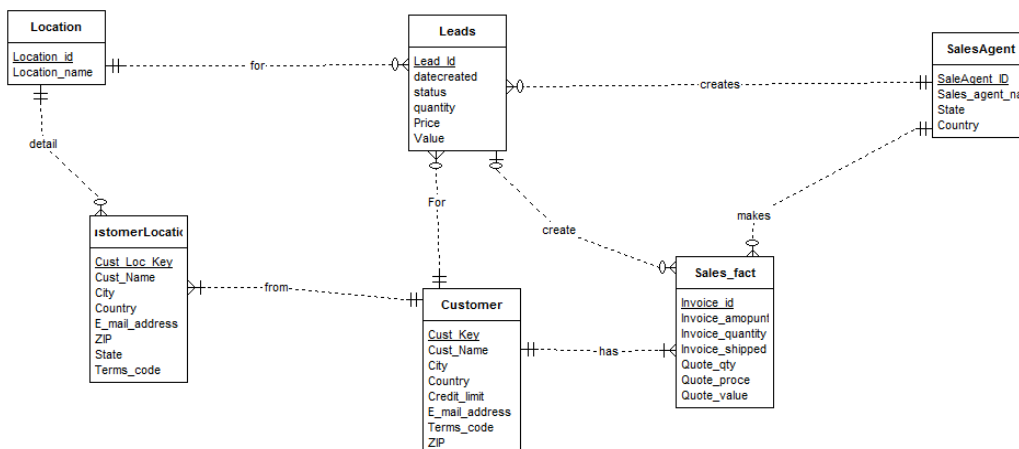 Location
Location_id
Location_name
for
detail
Leads
Lead_Id
datecreated
status
quantity
Price
Value
creates
SalesAgent
SaleAgent_ID
Sales_agent_na
State
Country
makes
For
create
ustomerLocatio
Cust_Loc_Key
Cust_Name
City
Country
E_mail_address
ZIP
State
Terms_code
from
Customer
Cust_Key
Cust_Name
City
Country
Credit_limit
E_mail_address
Terms_code
ZIP
has
Sales_fact
Invoice_id
Invoice_amopunt
Invoice_quantity
Invoice_shipped
Quote_qty
Quote_proce
Quote_value